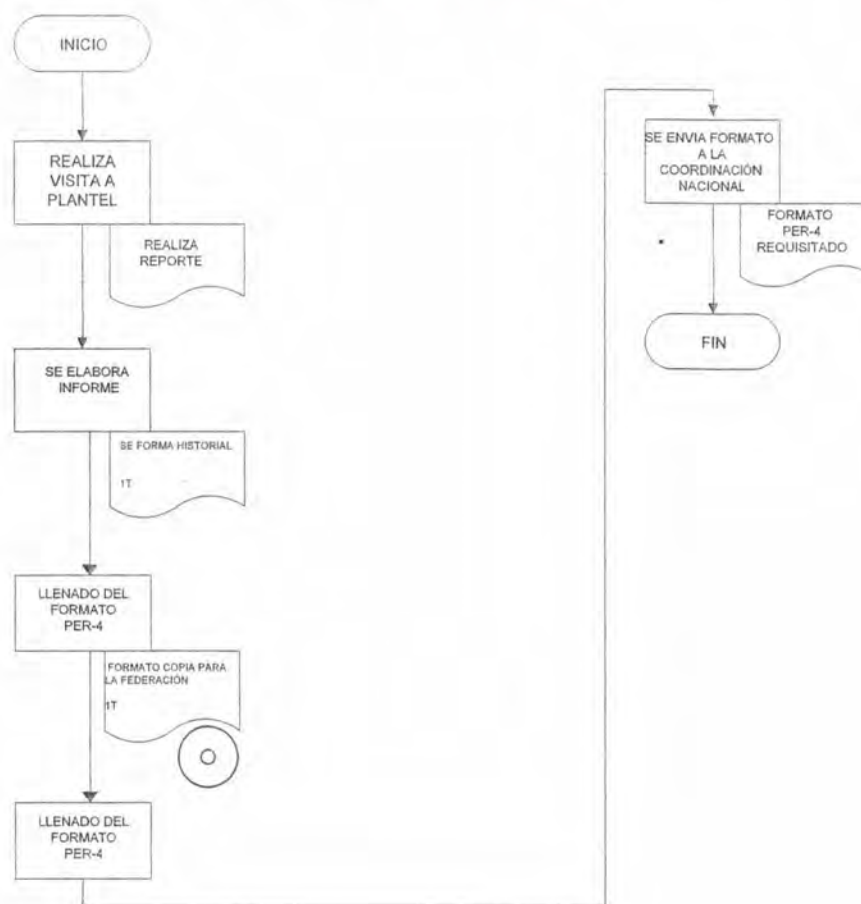 INICIO
REALIZA
VISITA A
PLANTEL
REALIZA
REPORTE
SE ELABORA
INFORME
SE FORMA HISTORIAL
1T
LLENADO DEL
FORMATO
PER-4
FORMATO COPIA PARA
LA FEDERACIÓN
1T
LLENADO DEL
FORMATO
PER-4
SE ENVIA FORMATO
A LA
COORDINACIÓN
NACIONAL
FORMATO
PER-4
REQUISITADO
FIN